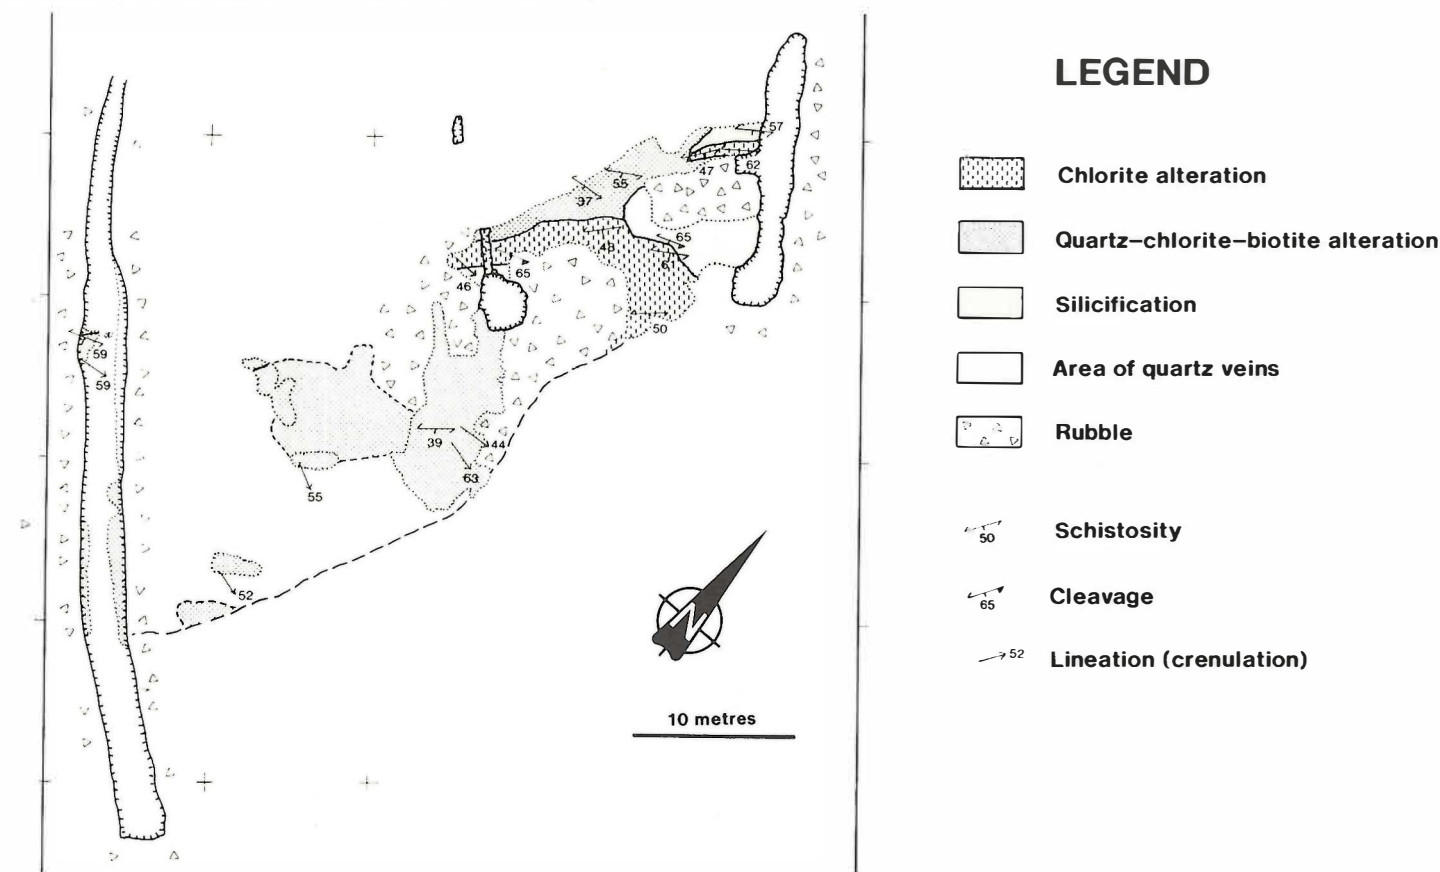 LEGEND
Chlorite alteration
Quartz–chlorite–biotite alteration
Silicification
Area of quartz veins
Rubble
50
Schistosity
65
Cleavage
52
Lineation (crenulation)
57
62
47
55
37
65
48
61
65
46
50
59
59
39
44
63
55
52
N
10 metres